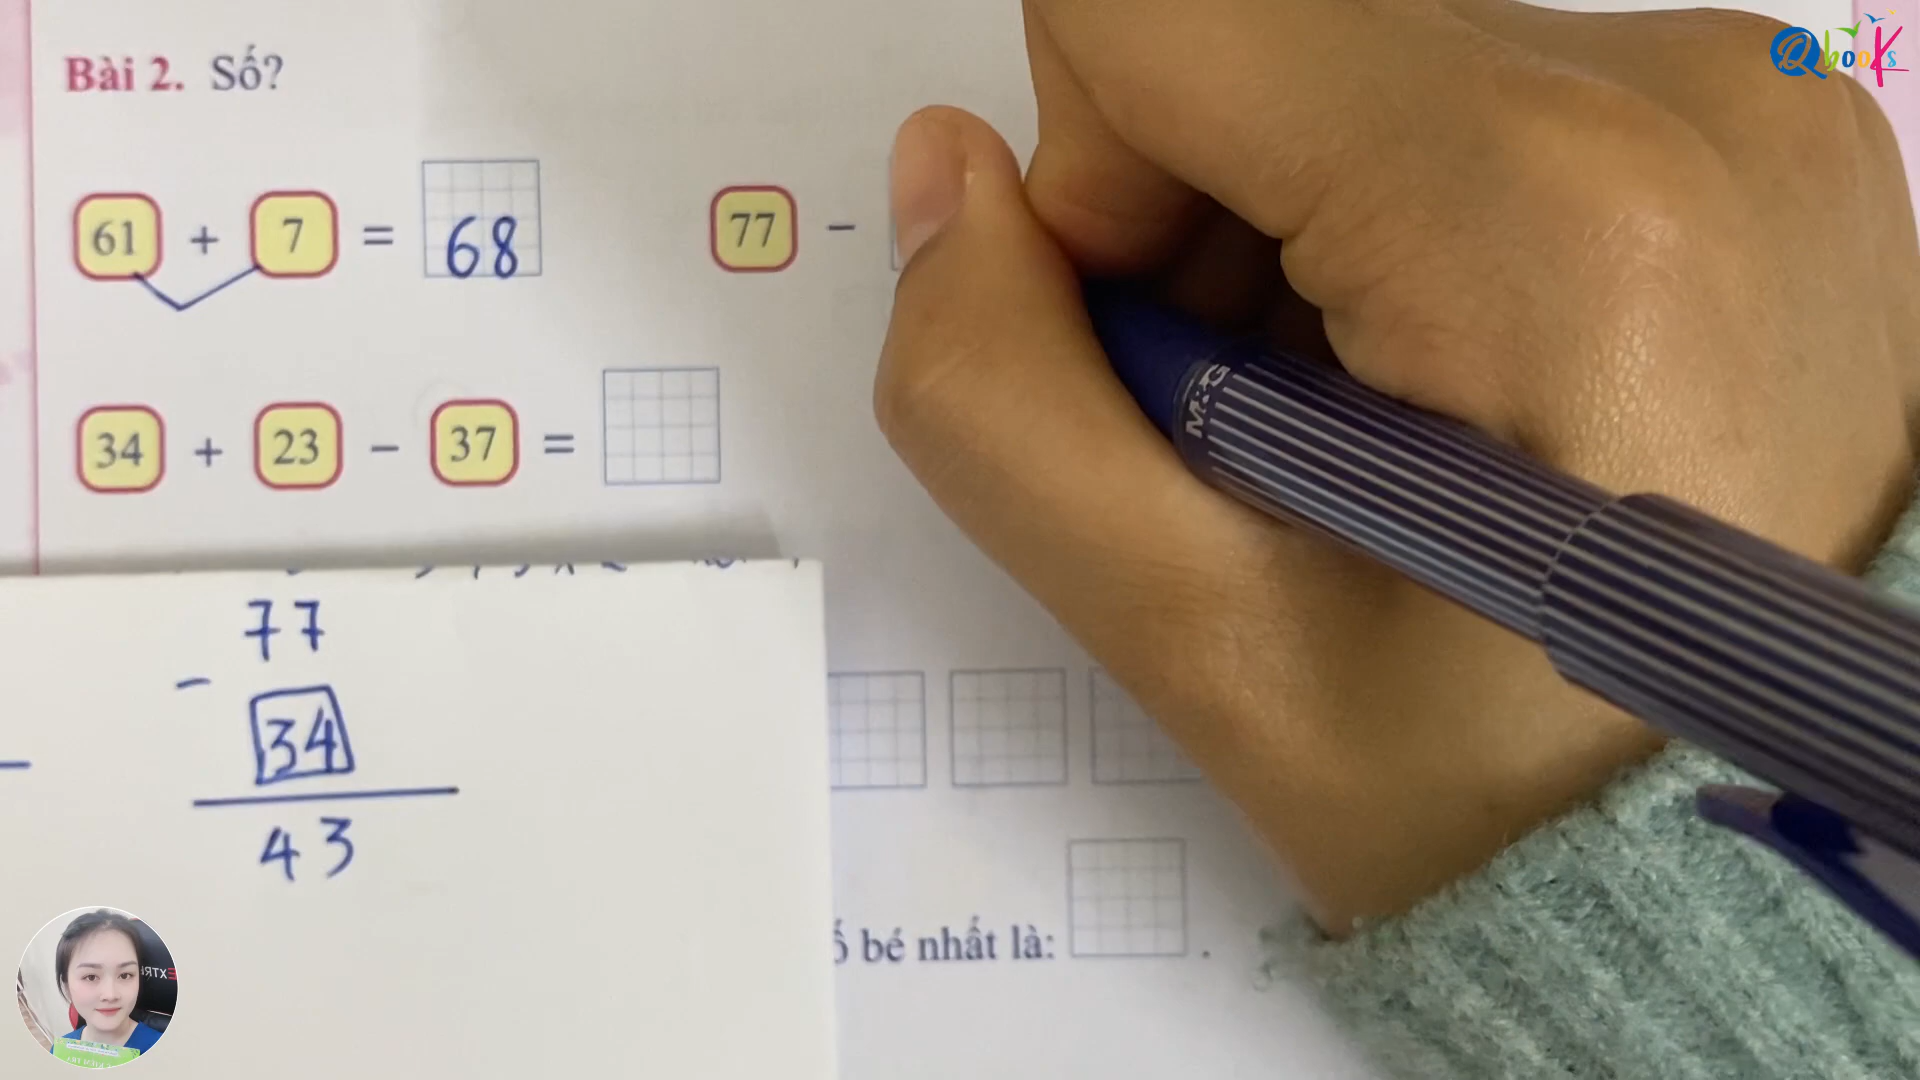 Qbooks
Bài 2. Số?
61 + 7 = 68
77 -
34 + 23 - 37 =
77
-
34
43
bé nhất là: .
M&G